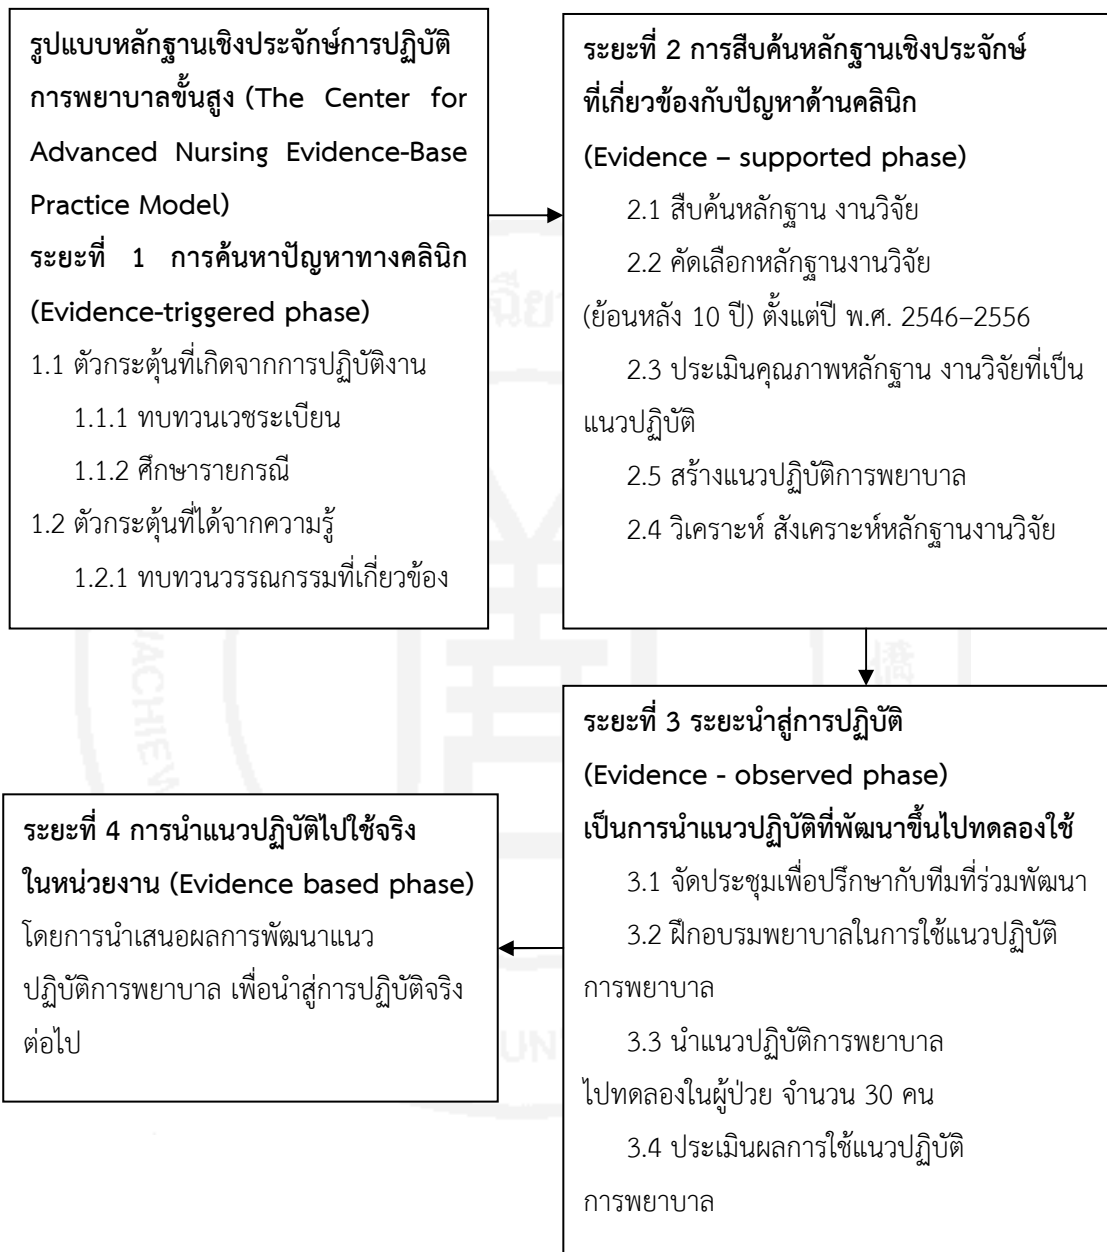 รูปแบบหลักฐานเชิงประจักษ์การปฏิบัติ
การพยาบาลขั้นสูง (The Center for
Advanced Nursing Evidence-Base
Practice Model)
ระยะที่ 1 การค้นหาปัญหาทางคลินิก
(Evidence-triggered phase)
1.1 ตัวกระตุ้นที่เกิดจากการปฏิบัติงาน
1.1.1 ทบทวนเวชระเบียน
1.1.2 ศึกษารายกรณี
1.2 ตัวกระตุ้นที่ได้จากความรู้
1.2.1 ทบทวนวรรณกรรมที่เกี่ยวข้อง
ระยะที่ 2 การสืบค้นหลักฐานเชิงประจักษ์
ที่เกี่ยวข้องกับปัญหาด้านคลินิก
(Evidence – supported phase)
2.1 สืบค้นหลักฐาน งานวิจัย
2.2 คัดเลือกหลักฐานงานวิจัย
(ย้อนหลัง 10 ปี) ตั้งแต่ปี พ.ศ. 2546–2556
2.3 ประเมินคุณภาพหลักฐาน งานวิจัยที่เป็น
แนวปฏิบัติ
2.5 สร้างแนวปฏิบัติการพยาบาล
2.4 วิเคราะห์ สังเคราะห์หลักฐานงานวิจัย
ระยะที่ 3 ระยะนำสู่การปฏิบัติ
(Evidence - observed phase)
เป็นการนำแนวปฏิบัติที่พัฒนาขึ้นไปทดลองใช้
3.1 จัดประชุมเพื่อปรึกษากับทีมที่ร่วมพัฒนา
3.2 ฝึกอบรมพยาบาลในการใช้แนวปฏิบัติ
การพยาบาล
3.3 นำแนวปฏิบัติการพยาบาล
ไปทดลองในผู้ป่วย จำนวน 30 คน
3.4 ประเมินผลการใช้แนวปฏิบัติ
การพยาบาล
ระยะที่ 4 การนำแนวปฏิบัติไปใช้จริง
ในหน่วยงาน (Evidence based phase)
โดยการนำเสนอผลการพัฒนาแนว
ปฏิบัติการพยาบาล เพื่อนำสู่การปฏิบัติจริง
ต่อไป